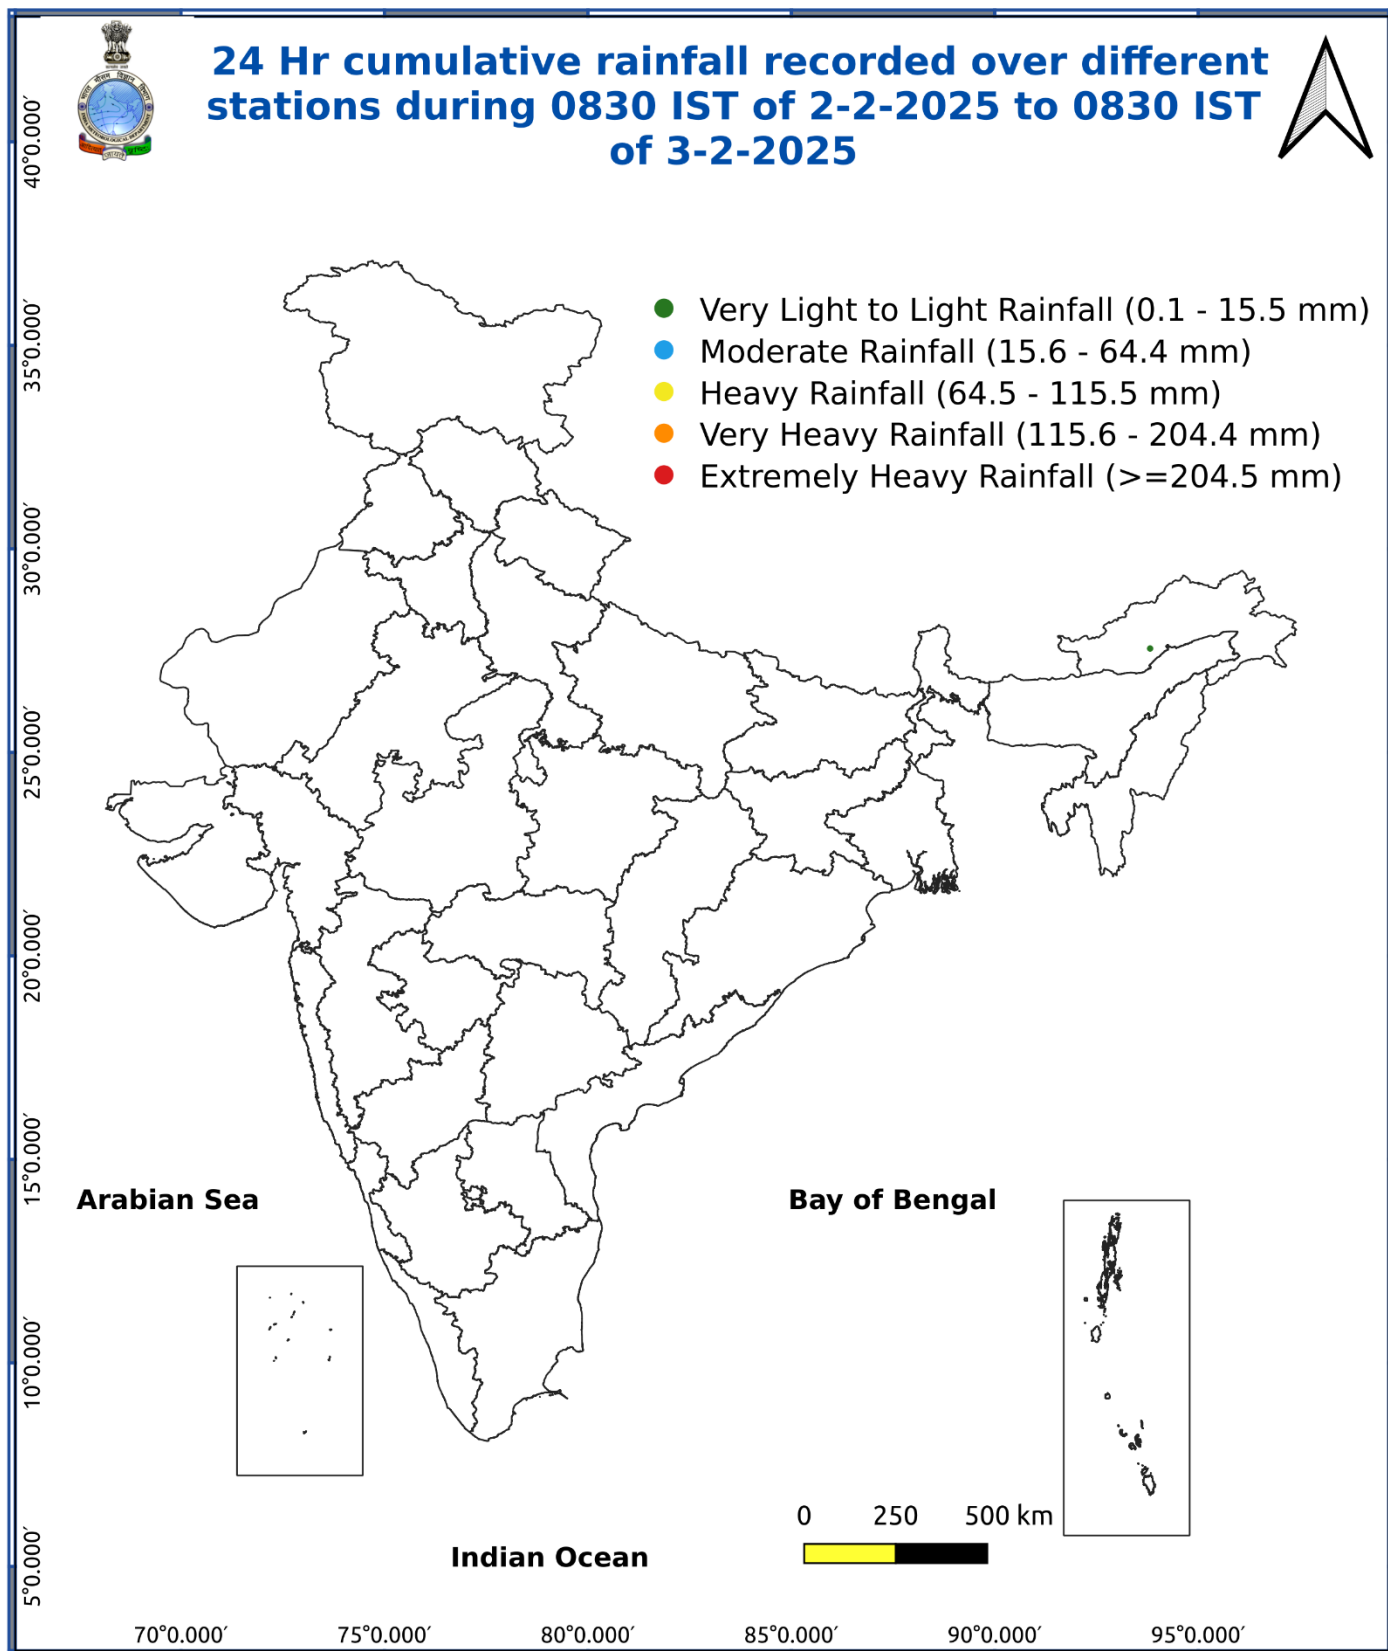 24 Hr cumulative rainfall recorded over different
stations during 0830 IST of 2-2-2025 to 0830 IST
of 3-2-2025
40°0.000′
35°0.000′
30°0.000′
25°0.000′
20°0.000′
15°0.000′
10°0.000′
5°0.000′
Very Light to Light Rainfall (0.1 - 15.5 mm)
Moderate Rainfall (15.6 - 64.4 mm)
Heavy Rainfall (64.5 - 115.5 mm)
Very Heavy Rainfall (115.6 - 204.4 mm)
Extremely Heavy Rainfall (>=204.5 mm)
Arabian Sea
Bay of Bengal
0 250 500 km
Indian Ocean
70°0.000′ 75°0.000′ 80°0.000′ 85°0.000′ 90°0.000′ 95°0.000′